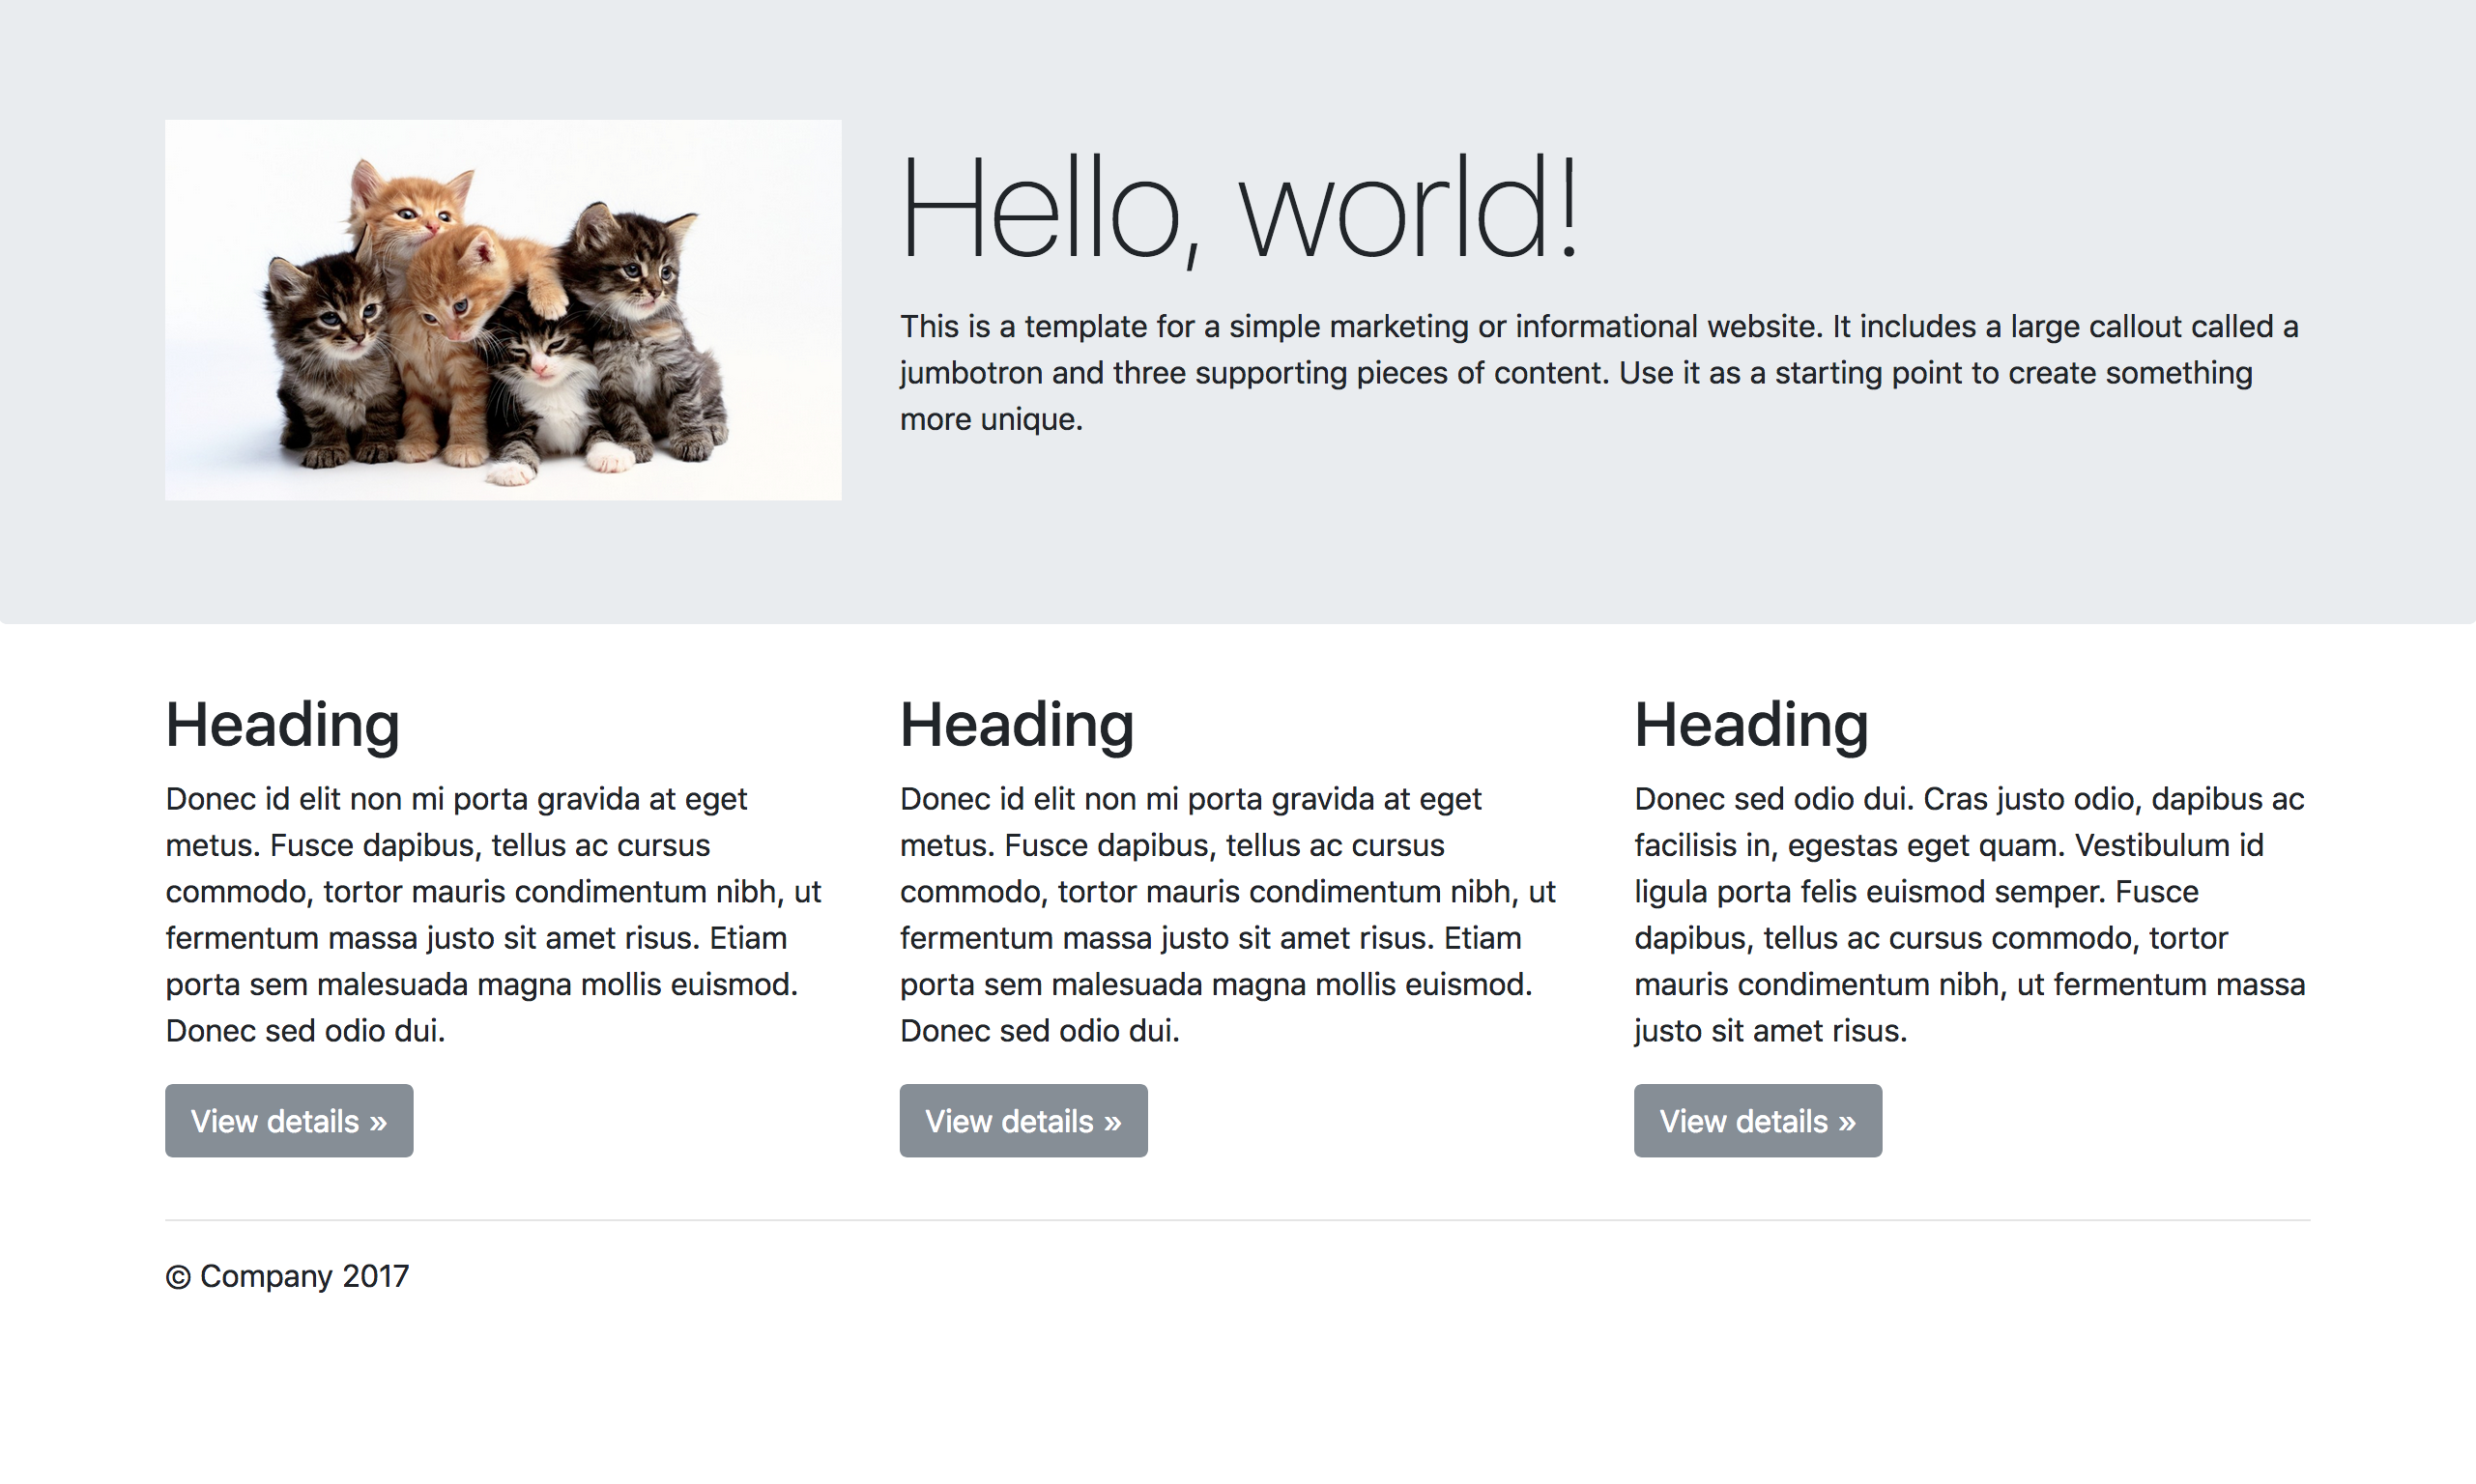 Hello, world!
This is a template for a simple marketing or informational website. It includes a large callout called a
jumbotron and three supporting pieces of content. Use it as a starting point to create something
more unique.
Heading
Donec id elit non mi porta gravida at eget
metus. Fusce dapibus, tellus ac cursus
commodo, tortor mauris condimentum nibh, ut
fermentum massa justo sit amet risus. Etiam
porta sem malesuada magna mollis euismod.
Donec sed odio dui.
View details »
Heading
Donec id elit non mi porta gravida at eget
metus. Fusce dapibus, tellus ac cursus
commodo, tortor mauris condimentum nibh, ut
fermentum massa justo sit amet risus. Etiam
porta sem malesuada magna mollis euismod.
Donec sed odio dui.
View details »
Heading
Donec sed odio dui. Cras justo odio, dapibus ac
facilisis in, egestas eget quam. Vestibulum id
ligula porta felis euismod semper. Fusce
dapibus, tellus ac cursus commodo, tortor
mauris condimentum nibh, ut fermentum massa
justo sit amet risus.
View details »
© Company 2017